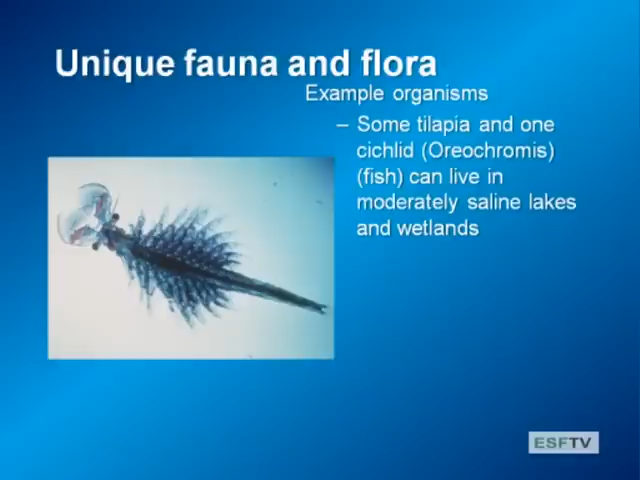 Unique fauna and flora
Example organisms
– Some tilapia and one
cichlid (Oreochromis)
(fish) can live in
moderately saline lakes
and wetlands
ESFTV